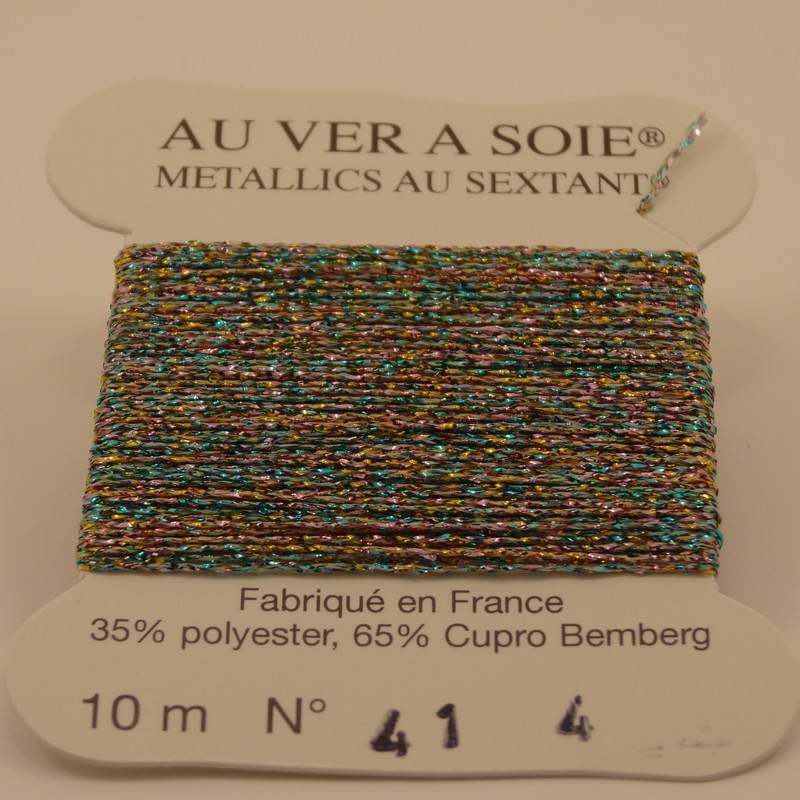 AU VER A SOIE®
METALLICS AU SEXTANT®
Fabriqué en France
35% polyester, 65% Cupro Bemberg
10 m N° 41 4